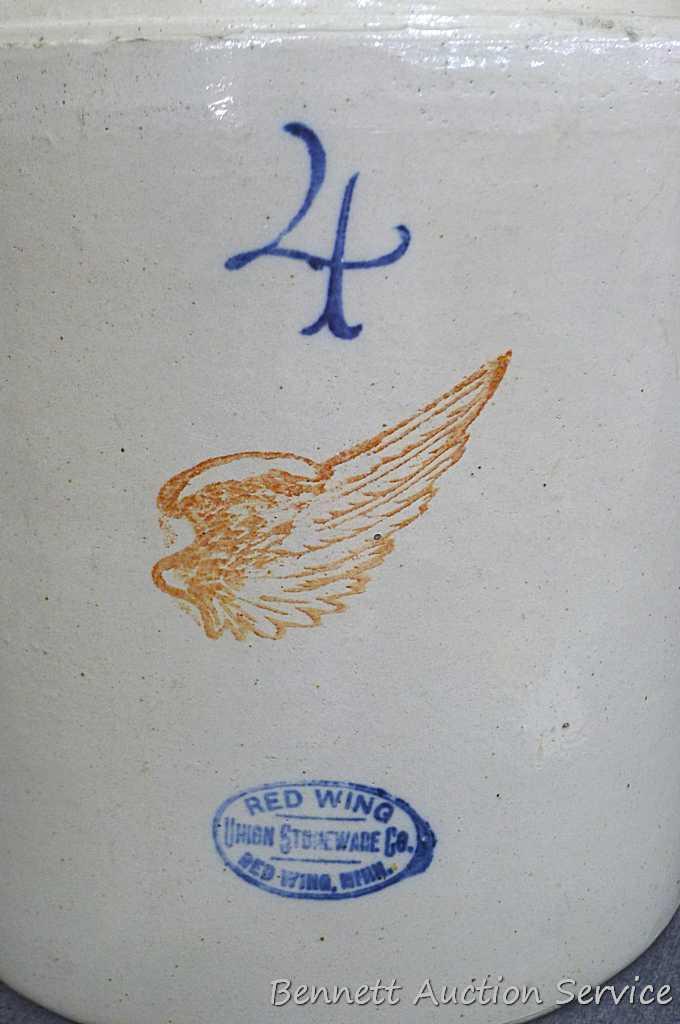 4
RED WING
UNION STONEWARE CO.
RED WING, MINN.
Bennett Auction Service